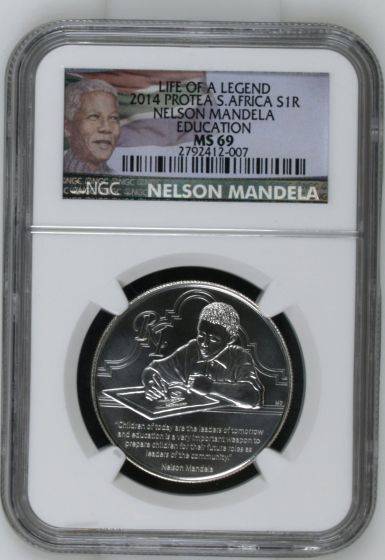 LIFE OF A LEGEND
2014 PROTEA S.AFRICA S1R
NELSON MANDELA
EDUCATION
MS 69
2792412-007
NGC NELSON MANDELA
R1
"Children of today are the leaders of tomorrow
and education is a very important weapon to
prepare children for their future roles as
leaders of the community."
Nelson Mandela